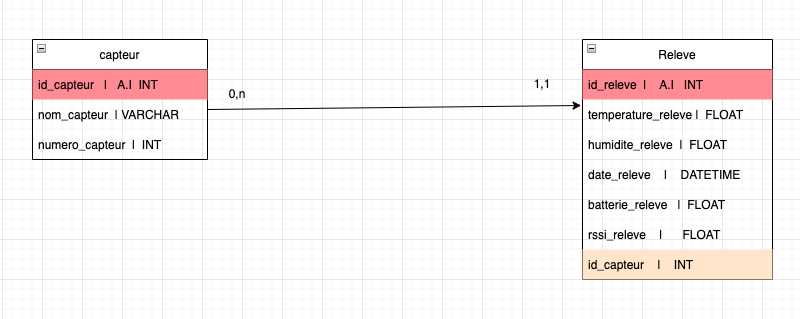 capteur
id_capteur | A.I INT
nom_capteur | VARCHAR
numero_capteur | INT
0,n
1,1
Releve
id_releve | A.I INT
temperature_releve | FLOAT
humidite_releve | FLOAT
date_releve | DATETIME
batterie_releve | FLOAT
rssi_releve | FLOAT
id_capteur | INT